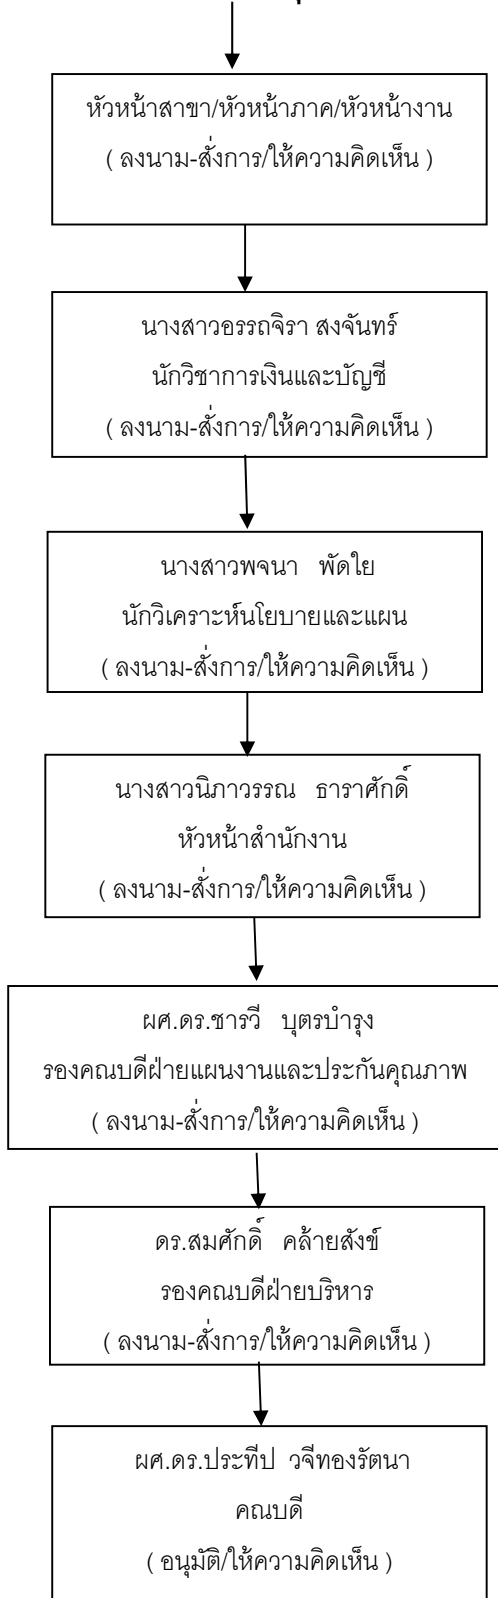 หัวหน้าสาขา/หัวหน้าภาค/หัวหน้างาน
( ลงนาม-สั่งการ/ให้ความคิดเห็น )
นางสาวอรรถจิรา สงจันทร์
นักวิชาการเงินและบัญชี
( ลงนาม-สั่งการ/ให้ความคิดเห็น )
นางสาวพจนา พัดใย
นักวิเคราะห์นโยบายและแผน
( ลงนาม-สั่งการ/ให้ความคิดเห็น )
นางสาวนิภาวรรณ ธาราศักดิ์
หัวหน้าสำนักงาน
( ลงนาม-สั่งการ/ให้ความคิดเห็น )
ผศ.ดร.ชารวี บุตรบำรุง
รองคณบดีฝ่ายแผนงานและประกันคุณภาพ
( ลงนาม-สั่งการ/ให้ความคิดเห็น )
ดร.สมศักดิ์ คล้ายสังข์
รองคณบดีฝ่ายบริหาร
( ลงนาม-สั่งการ/ให้ความคิดเห็น )
ผศ.ดร.ประทีป วจีทองรัตนา
คณบดี
( อนุมัติ/ให้ความคิดเห็น )